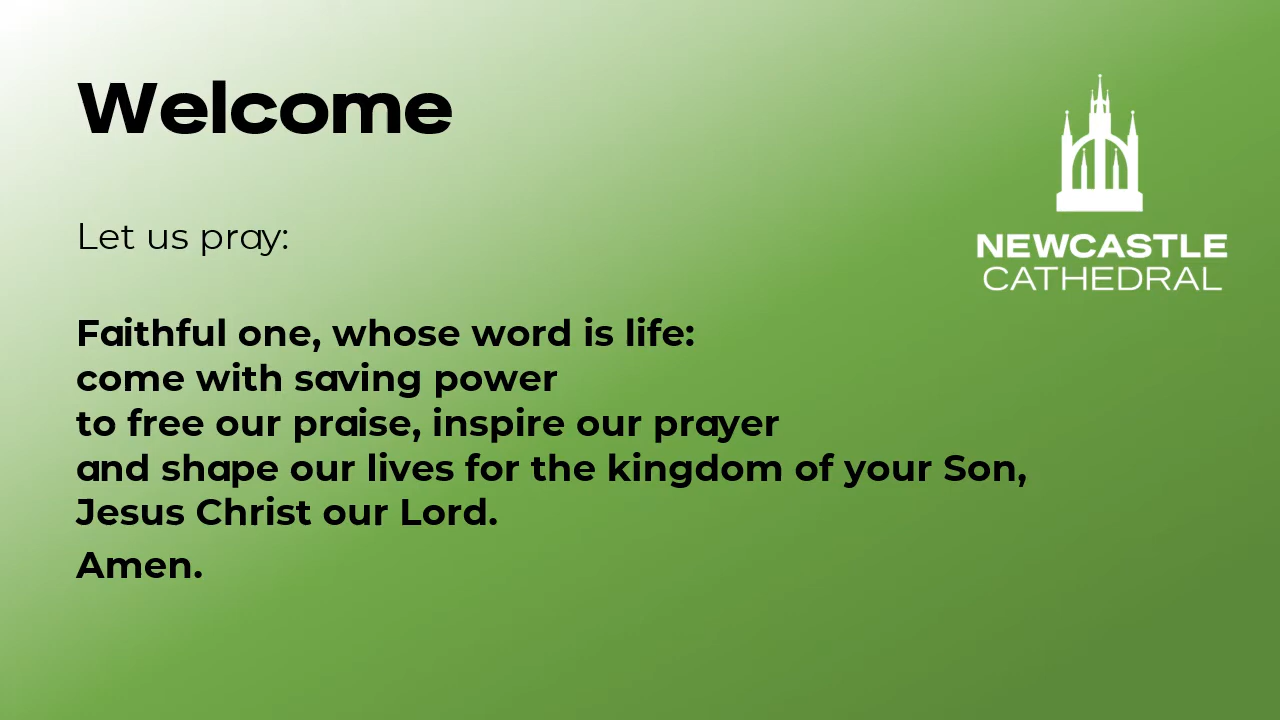 Welcome
NEWCASTLE
CATHEDRAL
Let us pray:
Faithful one, whose word is life:
come with saving power
to free our praise, inspire our prayer
and shape our lives for the kingdom of your Son,
Jesus Christ our Lord.
Amen.